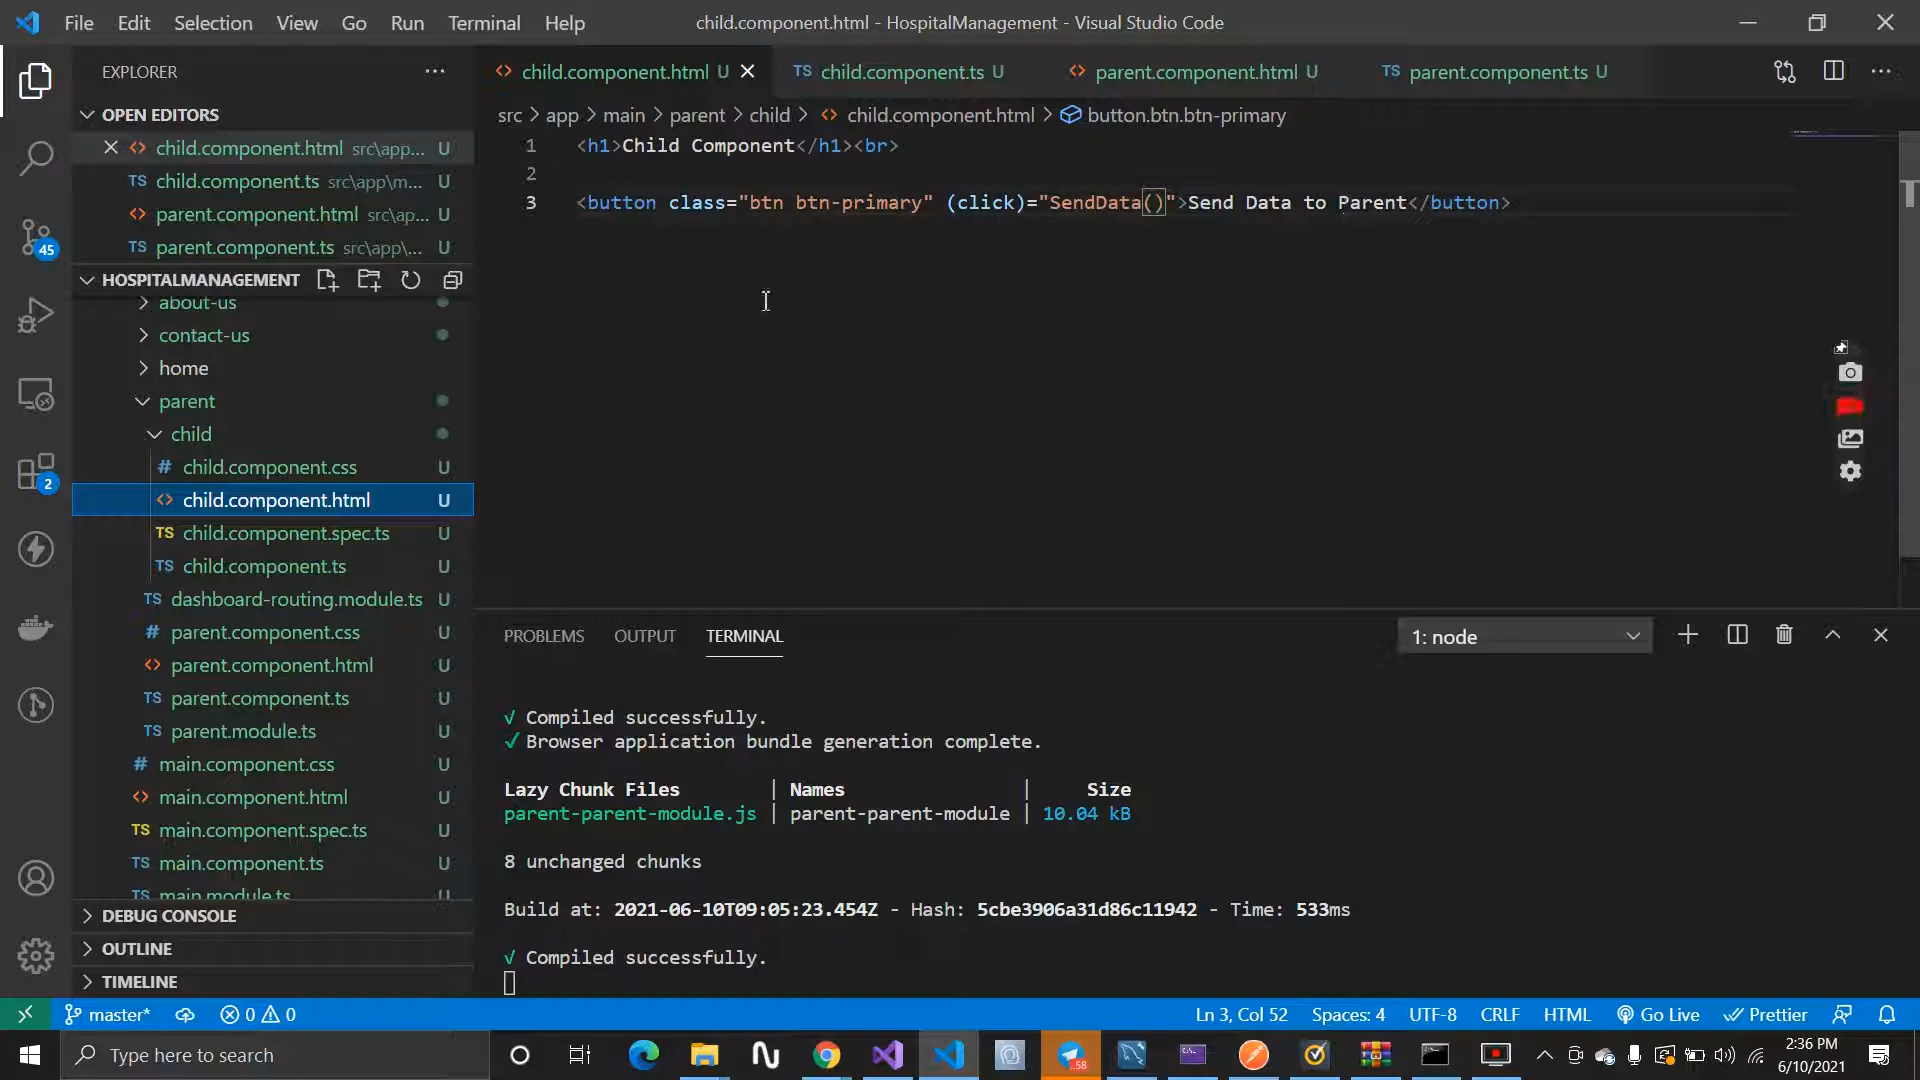 File Edit Selection View Go Run Terminal Help child.component.html - HospitalManagement - Visual Studio Code
EXPLORER
child.component.html U
child.component.ts U
parent.component.html U
parent.component.ts U
OPEN EDITORS
src > app > main > parent > child > child.component.html > button.btn.btn-primary
child.component.html src\app... U
child.component.ts src\app\m... U
parent.component.html src\ap... U
parent.component.ts src\app\... U
1 <h1>Child Component</h1><br>
2
3 <button class="btn btn-primary" (click)="SendData()">Send Data to Parent</button>
45
HOSPITALMANAGEMENT
about-us
contact-us
home
parent
child
child.component.css U
child.component.html U
child.component.spec.ts U
child.component.ts U
dashboard-routing.module.ts U
parent.component.css U
parent.component.html U
parent.component.ts U
parent.module.ts U
main.component.css U
main.component.html U
main.component.spec.ts U
main.component.ts U
main.module.ts U
2
DEBUG CONSOLE
OUTLINE
TIMELINE
PROBLEMS OUTPUT TERMINAL 1: node
√ Compiled successfully.
✓ Browser application bundle generation complete.
Lazy Chunk Files | Names | Size
parent-parent-module.js | parent-parent-module | 10.04 kB
8 unchanged chunks
Build at: 2021-06-10T09:05:23.454Z - Hash: 5cbe3906a31d86c11942 - Time: 533ms
√ Compiled successfully.
master* 0 0 Ln 3, Col 52 Spaces: 4 UTF-8 CRLF HTML Go Live Prettier
Type here to search
58
2:36 PM
6/10/2021